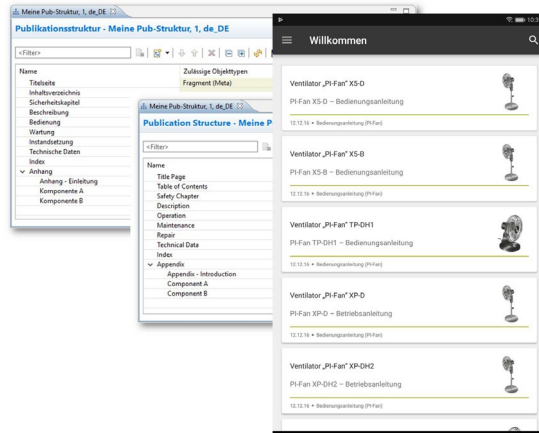 Meine Pub-Struktur, 1, de_DE
Publikationsstruktur - Meine Pub-Struktur, 1, de_DE
<Filter>
Name Zulässige Objekttypen
Titelseite Fragment (Meta)
Inhaltsverzeichnis
Sicherheitskapitel
Beschreibung
Bedienung
Wartung
Instandsetzung
Technische Daten
Index
Anhang
Anhang - Einleitung
Komponente A
Komponente B
Meine Pub-Struktur, 1, de_DE
Publication Structure - Meine P
<Filter>
Name
Title Page
Table of Contents
Safety Chapter
Description
Operation
Maintenance
Repair
Technical Data
Index
Appendix
Appendix - Introduction
Component A
Component B
10:3
Willkommen
Ventilator „PI-Fan" X5-D
PI-Fan X5-D – Bedienungsanleitung
12.12.16 • Bedienungsanleitung (PI-Fan)
Ventilator „PI-Fan" X5-B
PI-Fan X5-B – Bedienungsanleitung
12.12.16 • Bedienungsanleitung (PI-Fan)
Ventilator „PI-Fan" TP-DH1
PI-Fan TP-DH1 – Bedienungsanleitung
12.12.16 • Bedienungsanleitung (PI-Fan)
Ventilator „PI-Fan" XP-D
PI-Fan XP-D – Betriebsanleitung
12.12.16 • Bedienungsanleitung (PI-Fan)
Ventilator „PI-Fan" XP-DH2
PI-Fan XP-DH2 – Betriebsanleitung
12.12.16 • Bedienungsanleitung (PI-Fan)